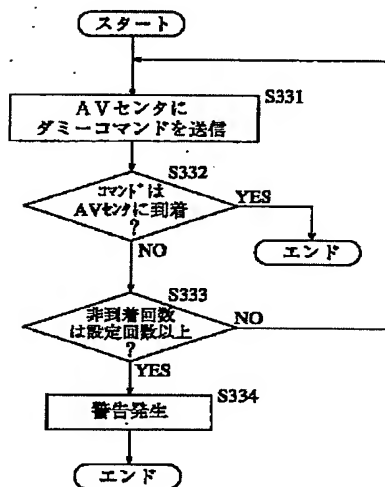 スタート
S331
AVセンタに
ダミーコマンドを送信
S332
コマンドは
AVセンタに到着
?
YES
エンド
NO
S333
非到着回数
は設定回数以上
?
NO
YES
S334
警告発生
エンド